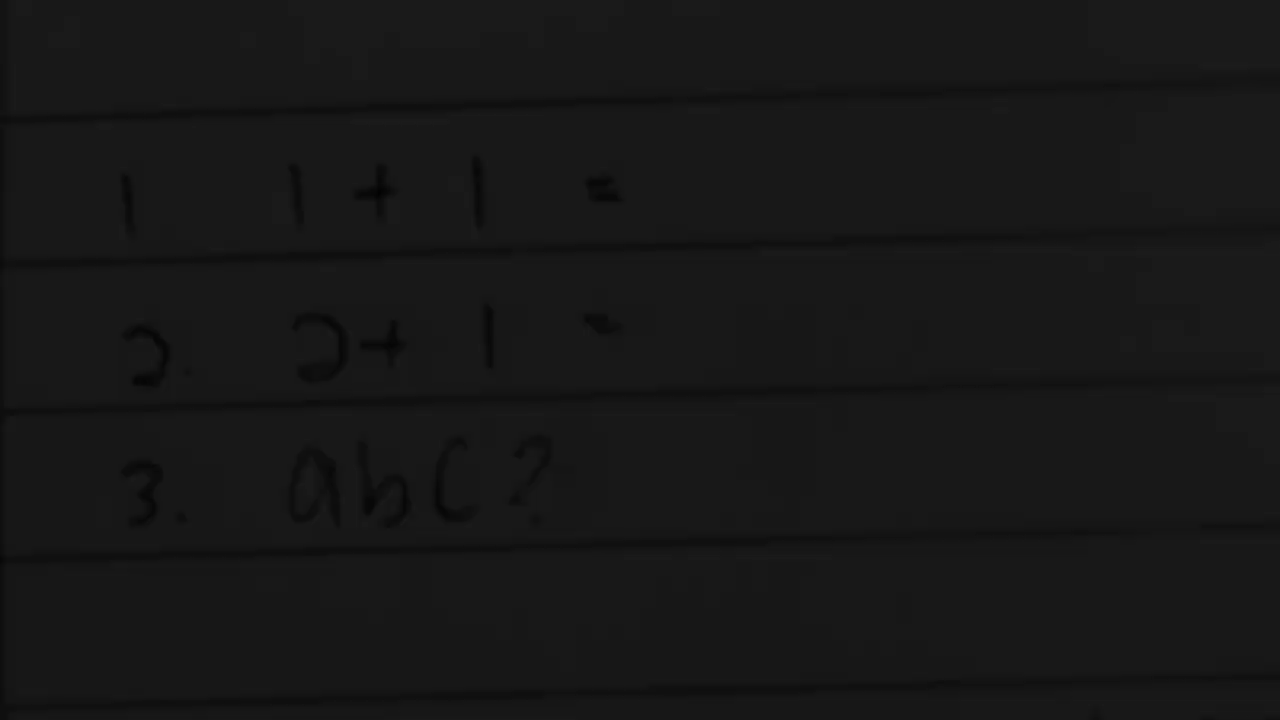 1 1 + 1 =
2. 2 + 1 =
3. abc?